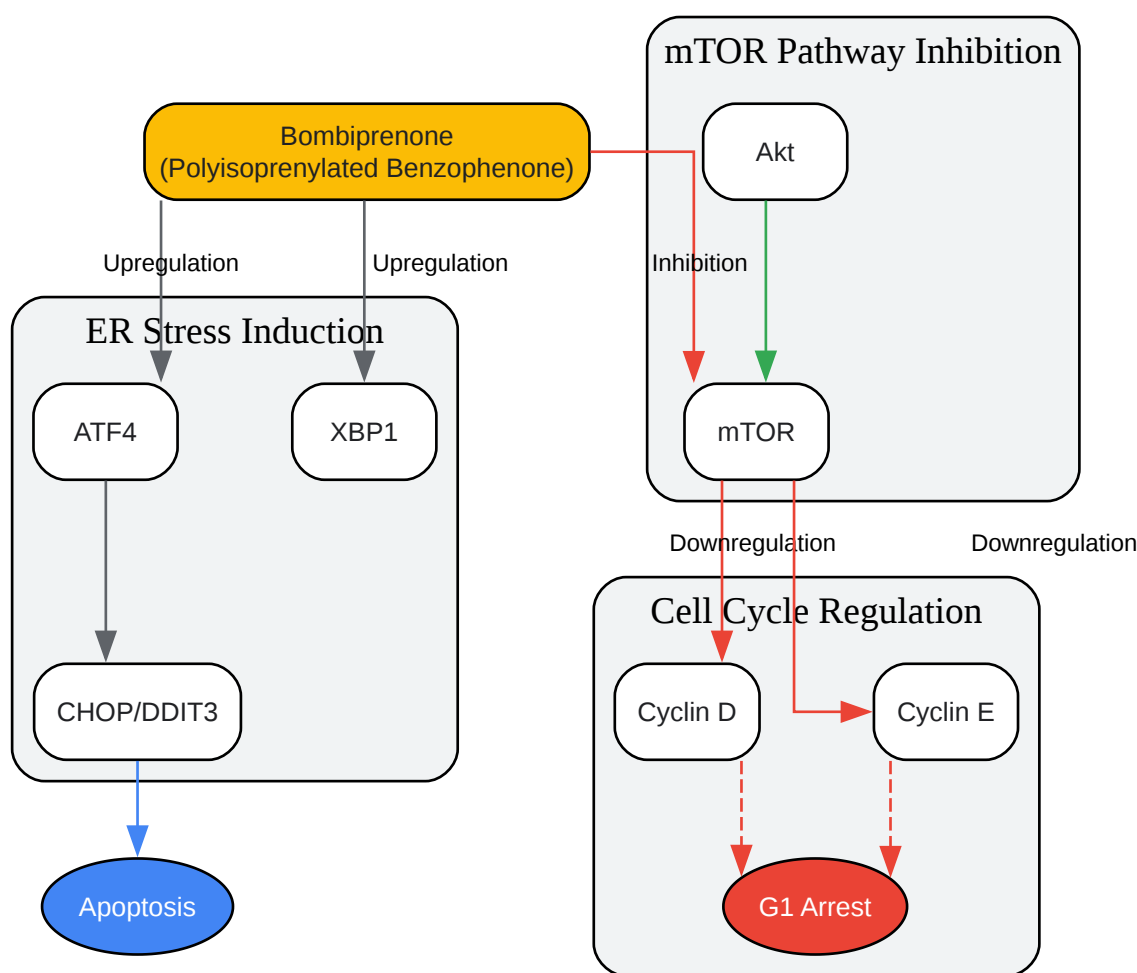 mTOR Pathway Inhibition
Bombiprenone
(Polyisoprenylated Benzophenone)
Akt
Upregulation
Upregulation
Inhibition
ER Stress Induction
ATF4
XBP1
mTOR
Downregulation
Downregulation
Cell Cycle Regulation
CHOP/DDIT3
Cyclin D
Cyclin E
Apoptosis
G1 Arrest